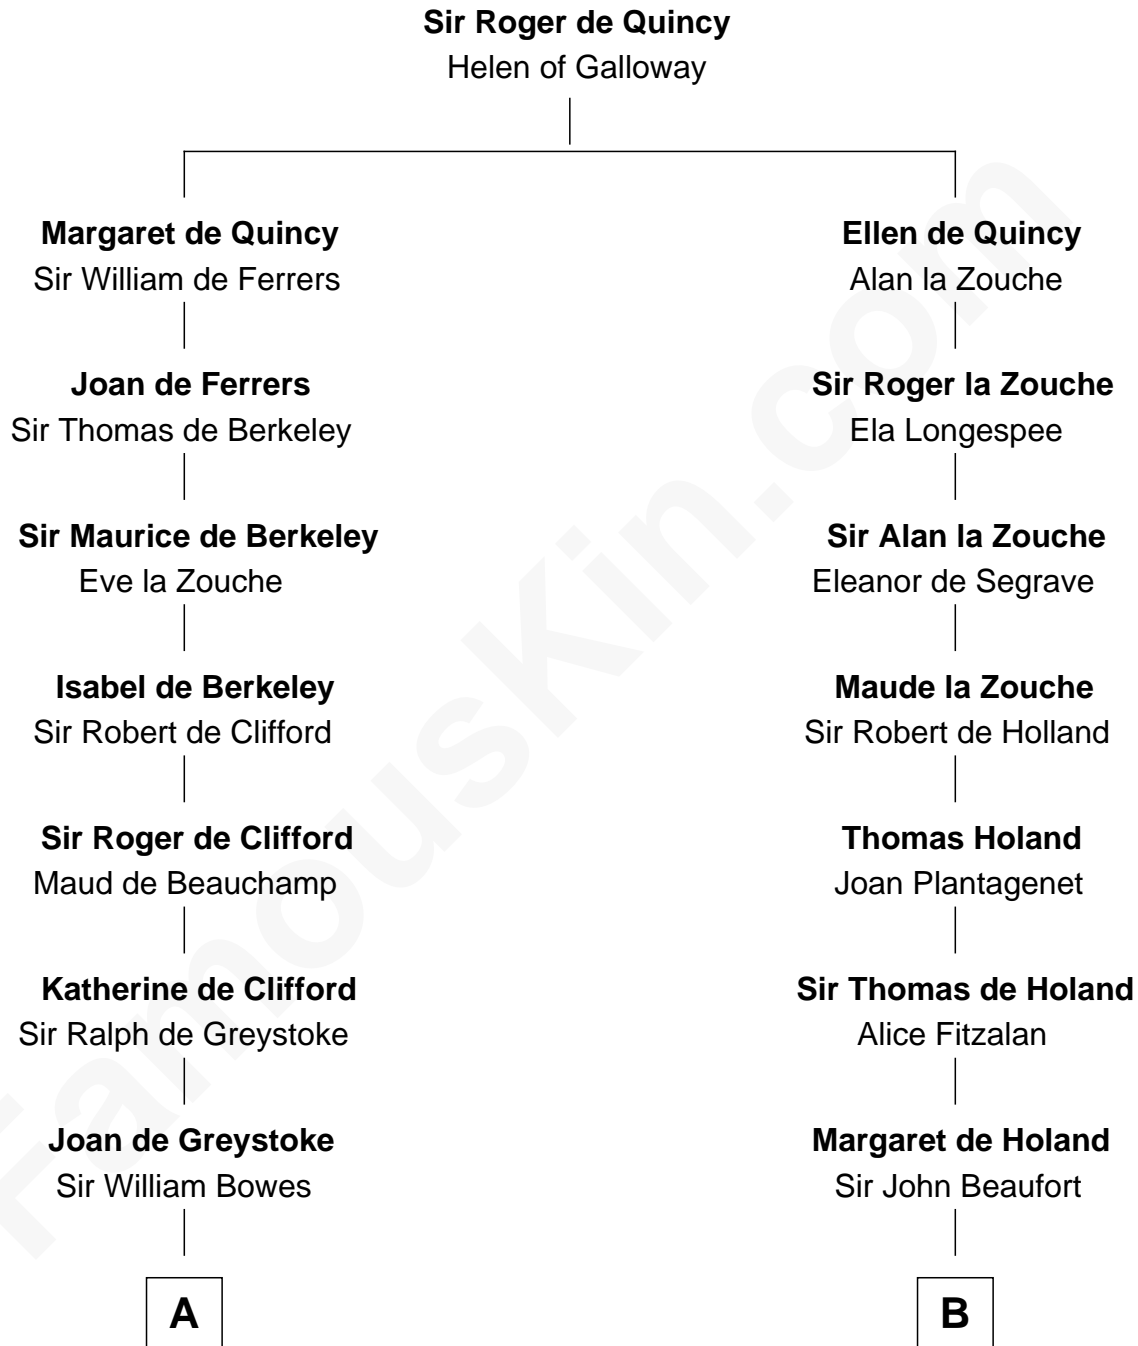 Sir Roger de Quincy
Helen of Galloway
Margaret de Quincy
Sir William de Ferrers
Ellen de Quincy
Alan la Zouche
Joan de Ferrers
Sir Thomas de Berkeley
Sir Roger la Zouche
Ela Longespee
Sir Maurice de Berkeley
Eve la Zouche
Sir Alan la Zouche
Eleanor de Segrave
Isabel de Berkeley
Sir Robert de Clifford
Maude la Zouche
Sir Robert de Holland
Sir Roger de Clifford
Maud de Beauchamp
Thomas Holand
Joan Plantagenet
Katherine de Clifford
Sir Ralph de Greystoke
Sir Thomas de Holand
Alice Fitzalan
Joan de Greystoke
Sir William Bowes
Margaret de Holand
Sir John Beaufort
A
B
FamousKin.com